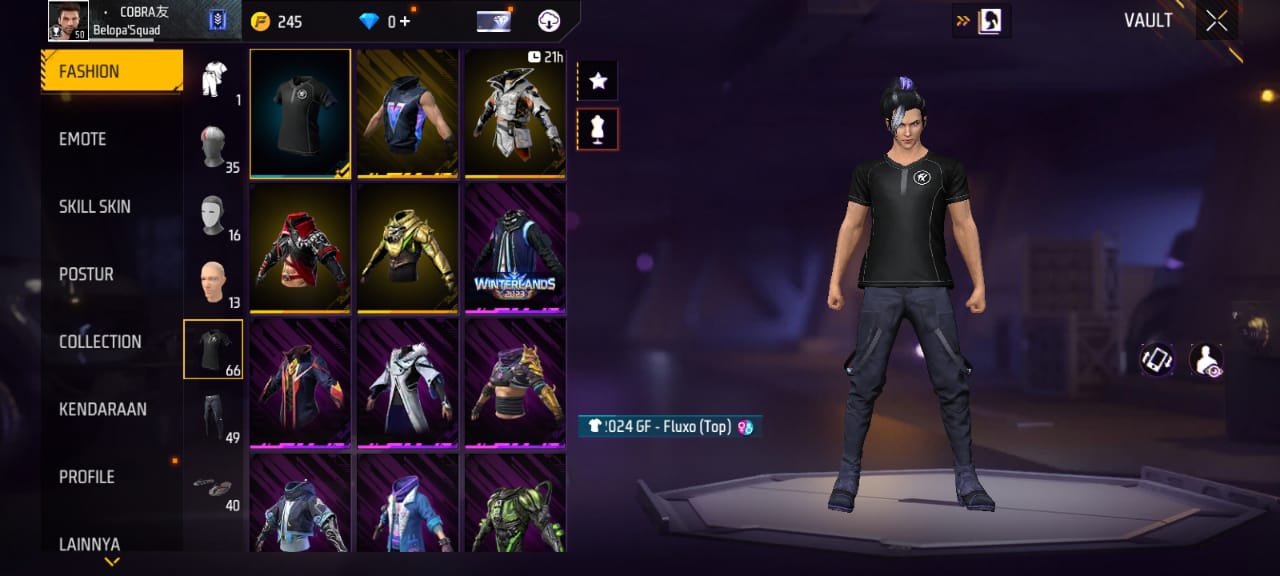 COBRA友
Belopa'Squad
50
245
0+
VAULT
FASHION
EMOTE
SKILL SKIN
POSTUR
COLLECTION
KENDARAAN
PROFILE
LAINNYA
1
35
16
13
66
49
40
21h
WINTERLANDS
2023
!024 GF - Fluxo (Top)